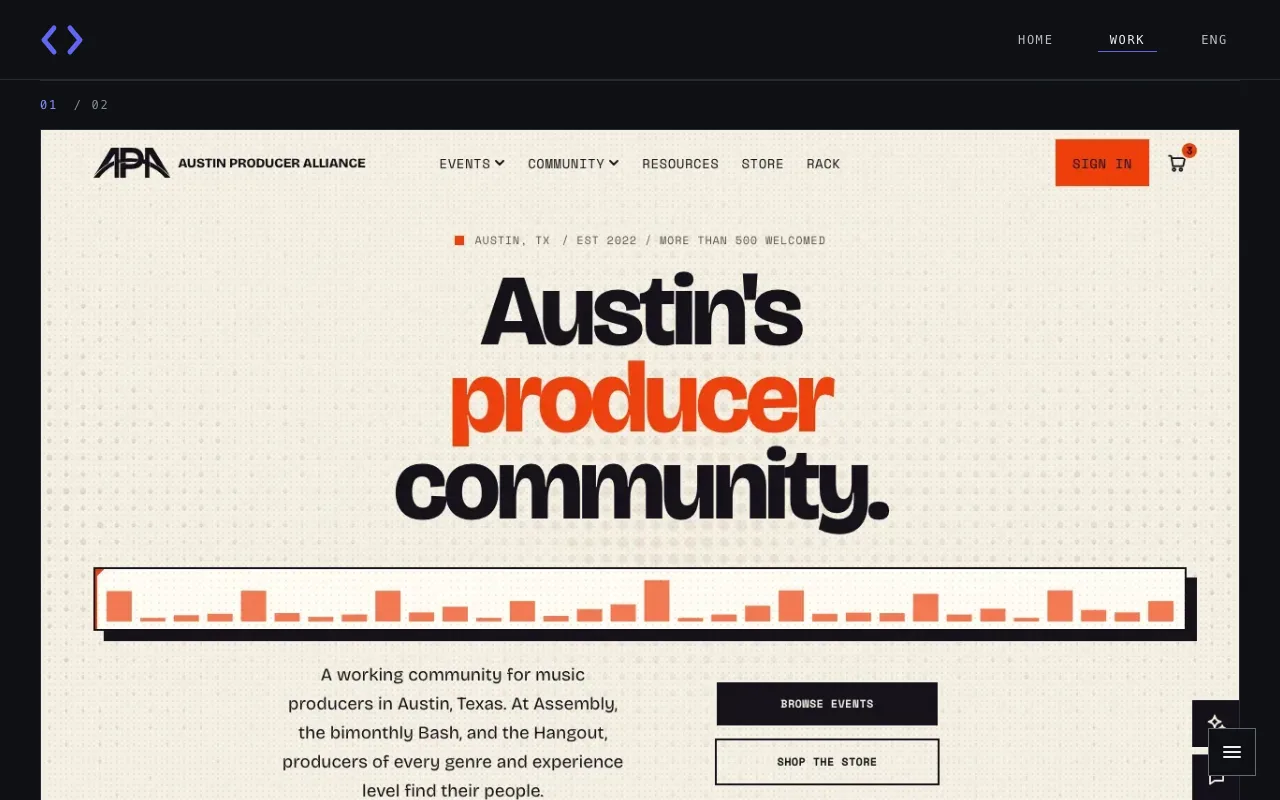 HOME WORK ENG
01 / 02
APA AUSTIN PRODUCER ALLIANCE EVENTS COMMUNITY RESOURCES STORE RACK SIGN IN 3
AUSTIN, TX / EST 2022 / MORE THAN 500 WELCOMED
Austin's
producer
community.
A working community for music
producers in Austin, Texas. At Assembly,
the bimonthly Bash, and the Hangout,
producers of every genre and experience
level find their people.
BROWSE EVENTS
SHOP THE STORE